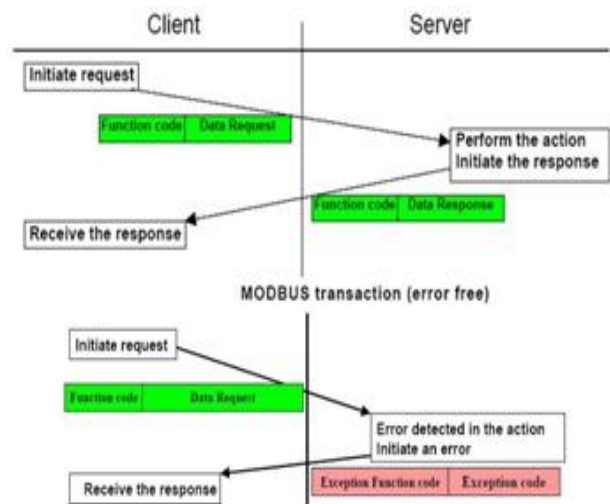 Client Server
Initiate request
Function code Data Request
Perform the action
Initiate the response
Function code Data Response
Receive the response
MODBUS transaction (error free)
Initiate request
Function code Data Request
Error detected in the action
Initiate an error
Exception Function code Exception code
Receive the response